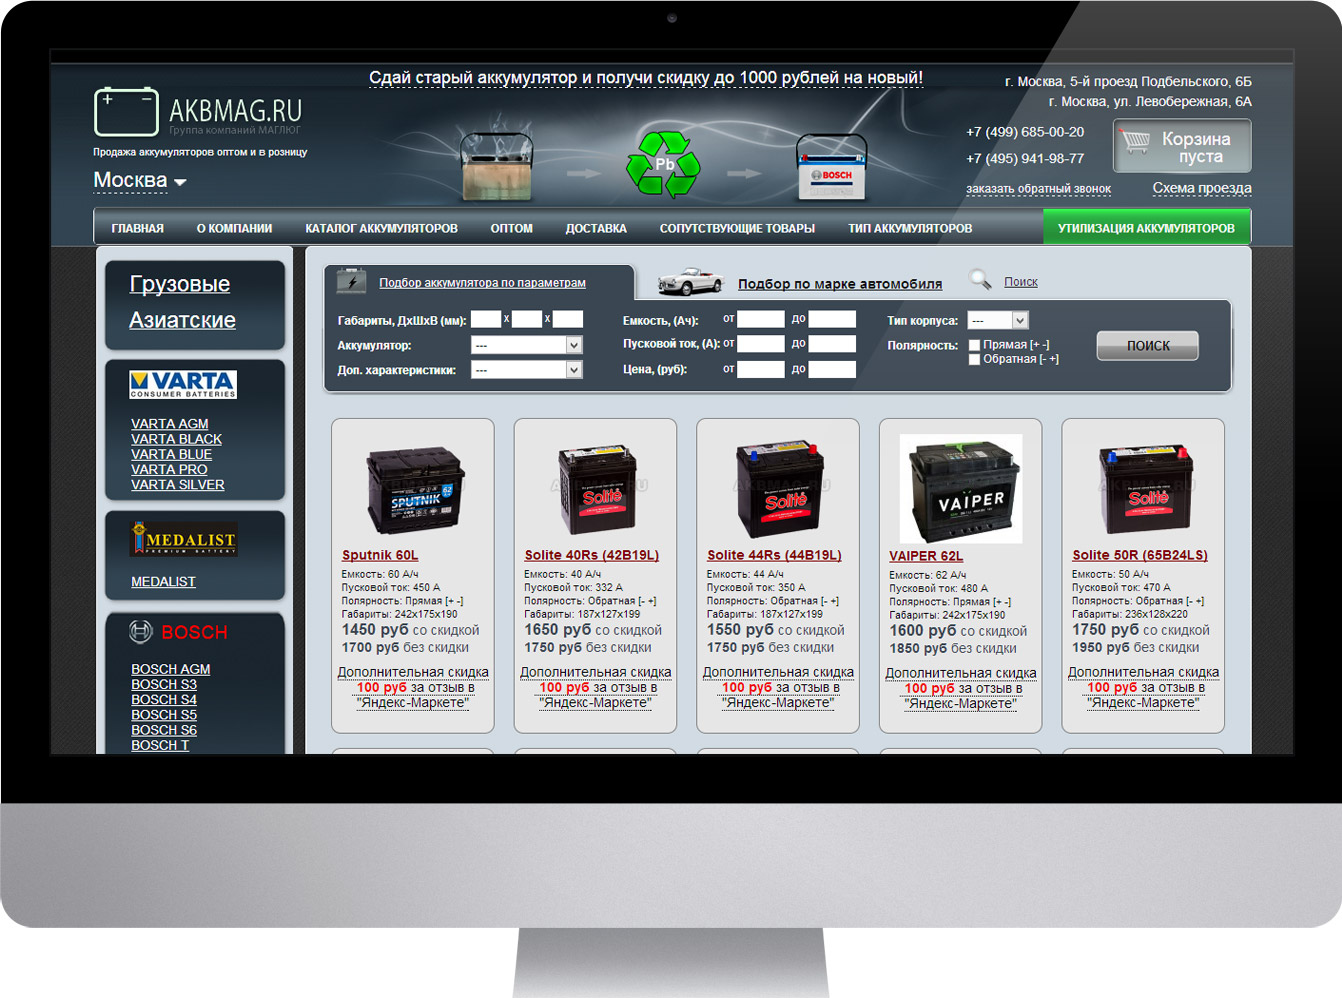 Сдай старый аккумулятор и получи скидку до 1000 рублей на новый!
AKBMAG.RU
Группа компаний МАГЛЮГ
Продажа аккумуляторов оптом и в розницу
Москва
г. Москва, 5-й проезд Подбельского, 6Б
г. Москва, ул. Левобережная, 6А
+7 (499) 685-00-20
+7 (495) 941-98-77
заказать обратный звонок
Корзина
пуста
Схема проезда
Pb
BOSCH
ГЛАВНАЯ О КОМПАНИИ КАТАЛОГ АККУМУЛЯТОРОВ ОПТОМ ДОСТАВКА СОПУТСТВУЮЩИЕ ТОВАРЫ ТИП АККУМУЛЯТОРОВ УТИЛИЗАЦИЯ АККУМУЛЯТОРОВ
Грузовые
Азиатские
VARTA
CONSUMER BATTERIES
VARTA AGM
VARTA BLACK
VARTA BLUE
VARTA PRO
VARTA SILVER
MEDALIST
PREMIUM BATTERY
MEDALIST
BOSCH
BOSCH AGM
BOSCH S3
BOSCH S4
BOSCH S5
BOSCH S6
BOSCH T
Подбор аккумулятора по параметрам
Подбор по марке автомобиля
Поиск
Габариты, ДхШхВ (мм): x x
Аккумулятор: ---
Доп. характеристики: ---
Емкость, (Ач): от до
Пусковой ток, (А): от до
Цена, (руб): от до
Тип корпуса: ---
Полярность: Прямая [+ -]
Обратная [- +]
ПОИСК
SPUTNIK 62
Sputnik 60L
Емкость: 60 А/ч
Пусковой ток: 450 А
Полярность: Прямая [+ -]
Габариты: 242x175x190
1450 руб со скидкой
1700 руб без скидки
Дополнительная скидка
100 руб за отзыв в
"Яндекс-Маркете"
Solite
Solite 40Rs (42B19L)
Емкость: 40 А/ч
Пусковой ток: 332 А
Полярность: Обратная [- +]
Габариты: 187x127x199
1650 руб со скидкой
1750 руб без скидки
Дополнительная скидка
100 руб за отзыв в
"Яндекс-Маркете"
Solite
Solite 44Rs (44B19L)
Емкость: 44 А/ч
Пусковой ток: 350 А
Полярность: Обратная [- +]
Габариты: 187x127x199
1550 руб со скидкой
1750 руб без скидки
Дополнительная скидка
100 руб за отзыв в
"Яндекс-Маркете"
VAIPER
VAIPER 62L
Емкость: 62 А/ч
Пусковой ток: 480 А
Полярность: Прямая [+ -]
Габариты: 242x175x190
1600 руб со скидкой
1850 руб без скидки
Дополнительная скидка
100 руб за отзыв в
"Яндекс-Маркете"
Solite
Solite 50R (65B24LS)
Емкость: 50 А/ч
Пусковой ток: 470 А
Полярность: Обратная [- +]
Габариты: 236x128x220
1750 руб со скидкой
1950 руб без скидки
Дополнительная скидка
100 руб за отзыв в
"Яндекс-Маркете"